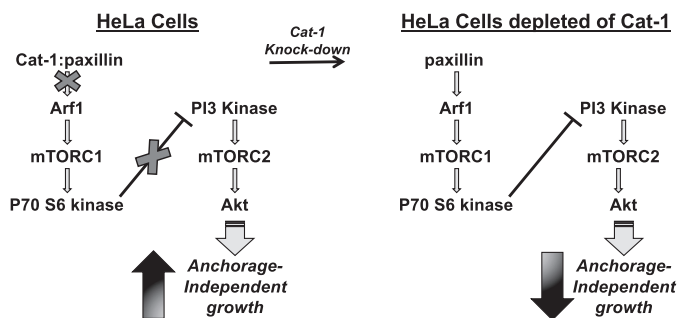 HeLa Cells
Cat-1:paxillin
Arf1
mTORC1
P70 S6 kinase
PI3 Kinase
mTORC2
Akt
Anchorage-
Independent
growth
Cat-1
Knock-down
HeLa Cells depleted of Cat-1
paxillin
Arf1
mTORC1
P70 S6 kinase
PI3 Kinase
mTORC2
Akt
Anchorage-
Independent
growth